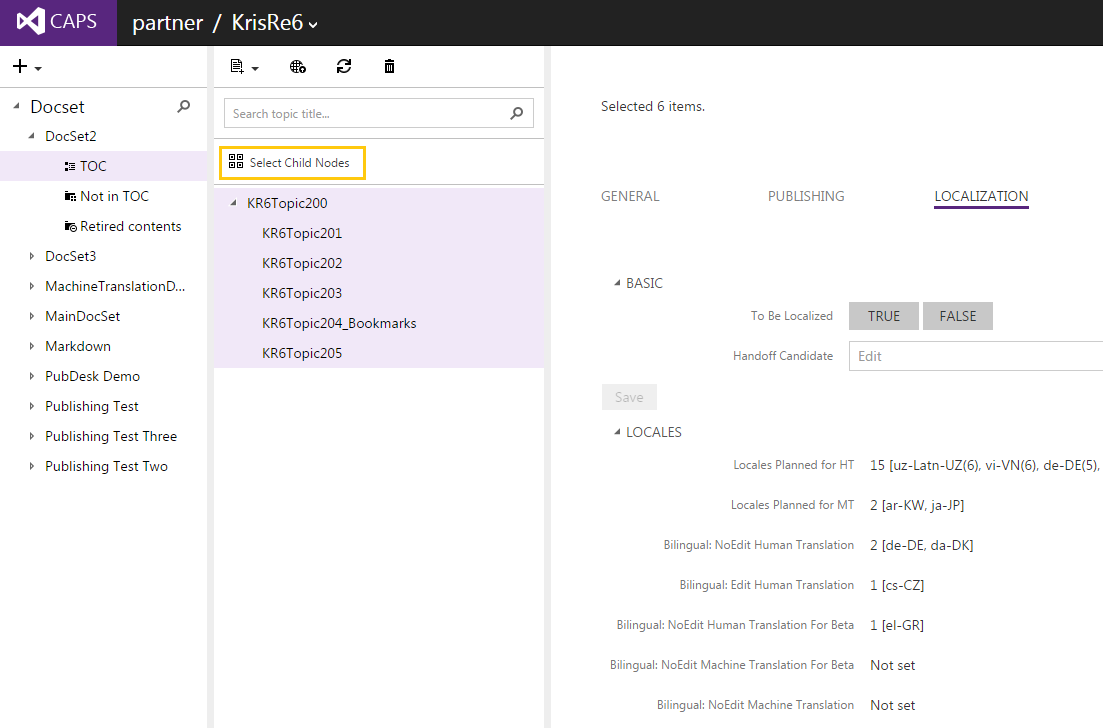 CAPS
partner / KrisRe6
Docset
DocSet2
TOC
Not in TOC
Retired contents
DocSet3
MachineTranslationD...
MainDocSet
Markdown
PubDesk Demo
Publishing Test
Publishing Test Three
Publishing Test Two
Search topic title...
Select Child Nodes
KR6Topic200
KR6Topic201
KR6Topic202
KR6Topic203
KR6Topic204_Bookmarks
KR6Topic205
Selected 6 items.
GENERAL PUBLISHING LOCALIZATION
BASIC
To Be Localized TRUE FALSE
Handoff Candidate Edit
Save
LOCALES
Locales Planned for HT 15 [uz-Latn-UZ(6), vi-VN(6), de-DE(5),
Locales Planned for MT 2 [ar-KW, ja-JP]
Bilingual: NoEdit Human Translation 2 [de-DE, da-DK]
Bilingual: Edit Human Translation 1 [cs-CZ]
Bilingual: NoEdit Human Translation For Beta 1 [el-GR]
Bilingual: NoEdit Machine Translation For Beta Not set
Bilingual: NoEdit Machine Translation Not set